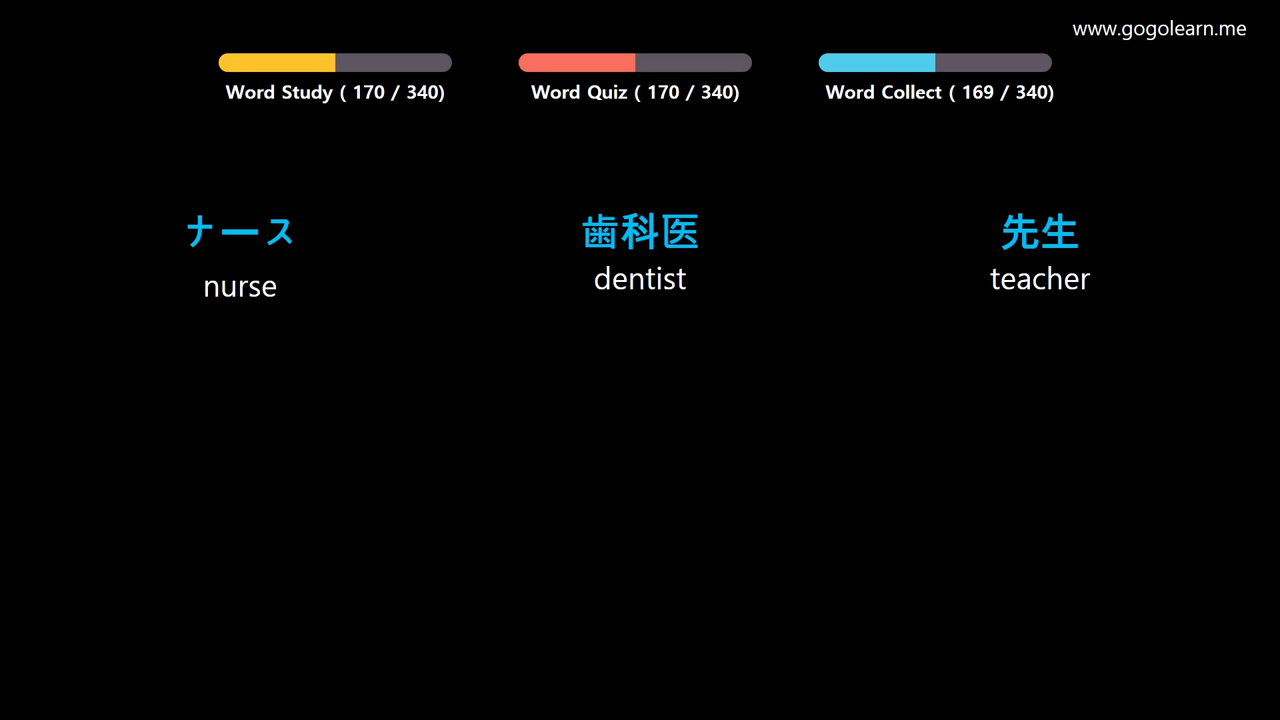 www.gogolearn.me
Word Study ( 170 / 340)
Word Quiz ( 170 / 340)
Word Collect ( 169 / 340)
ナース
nurse
歯科医
dentist
先生
teacher